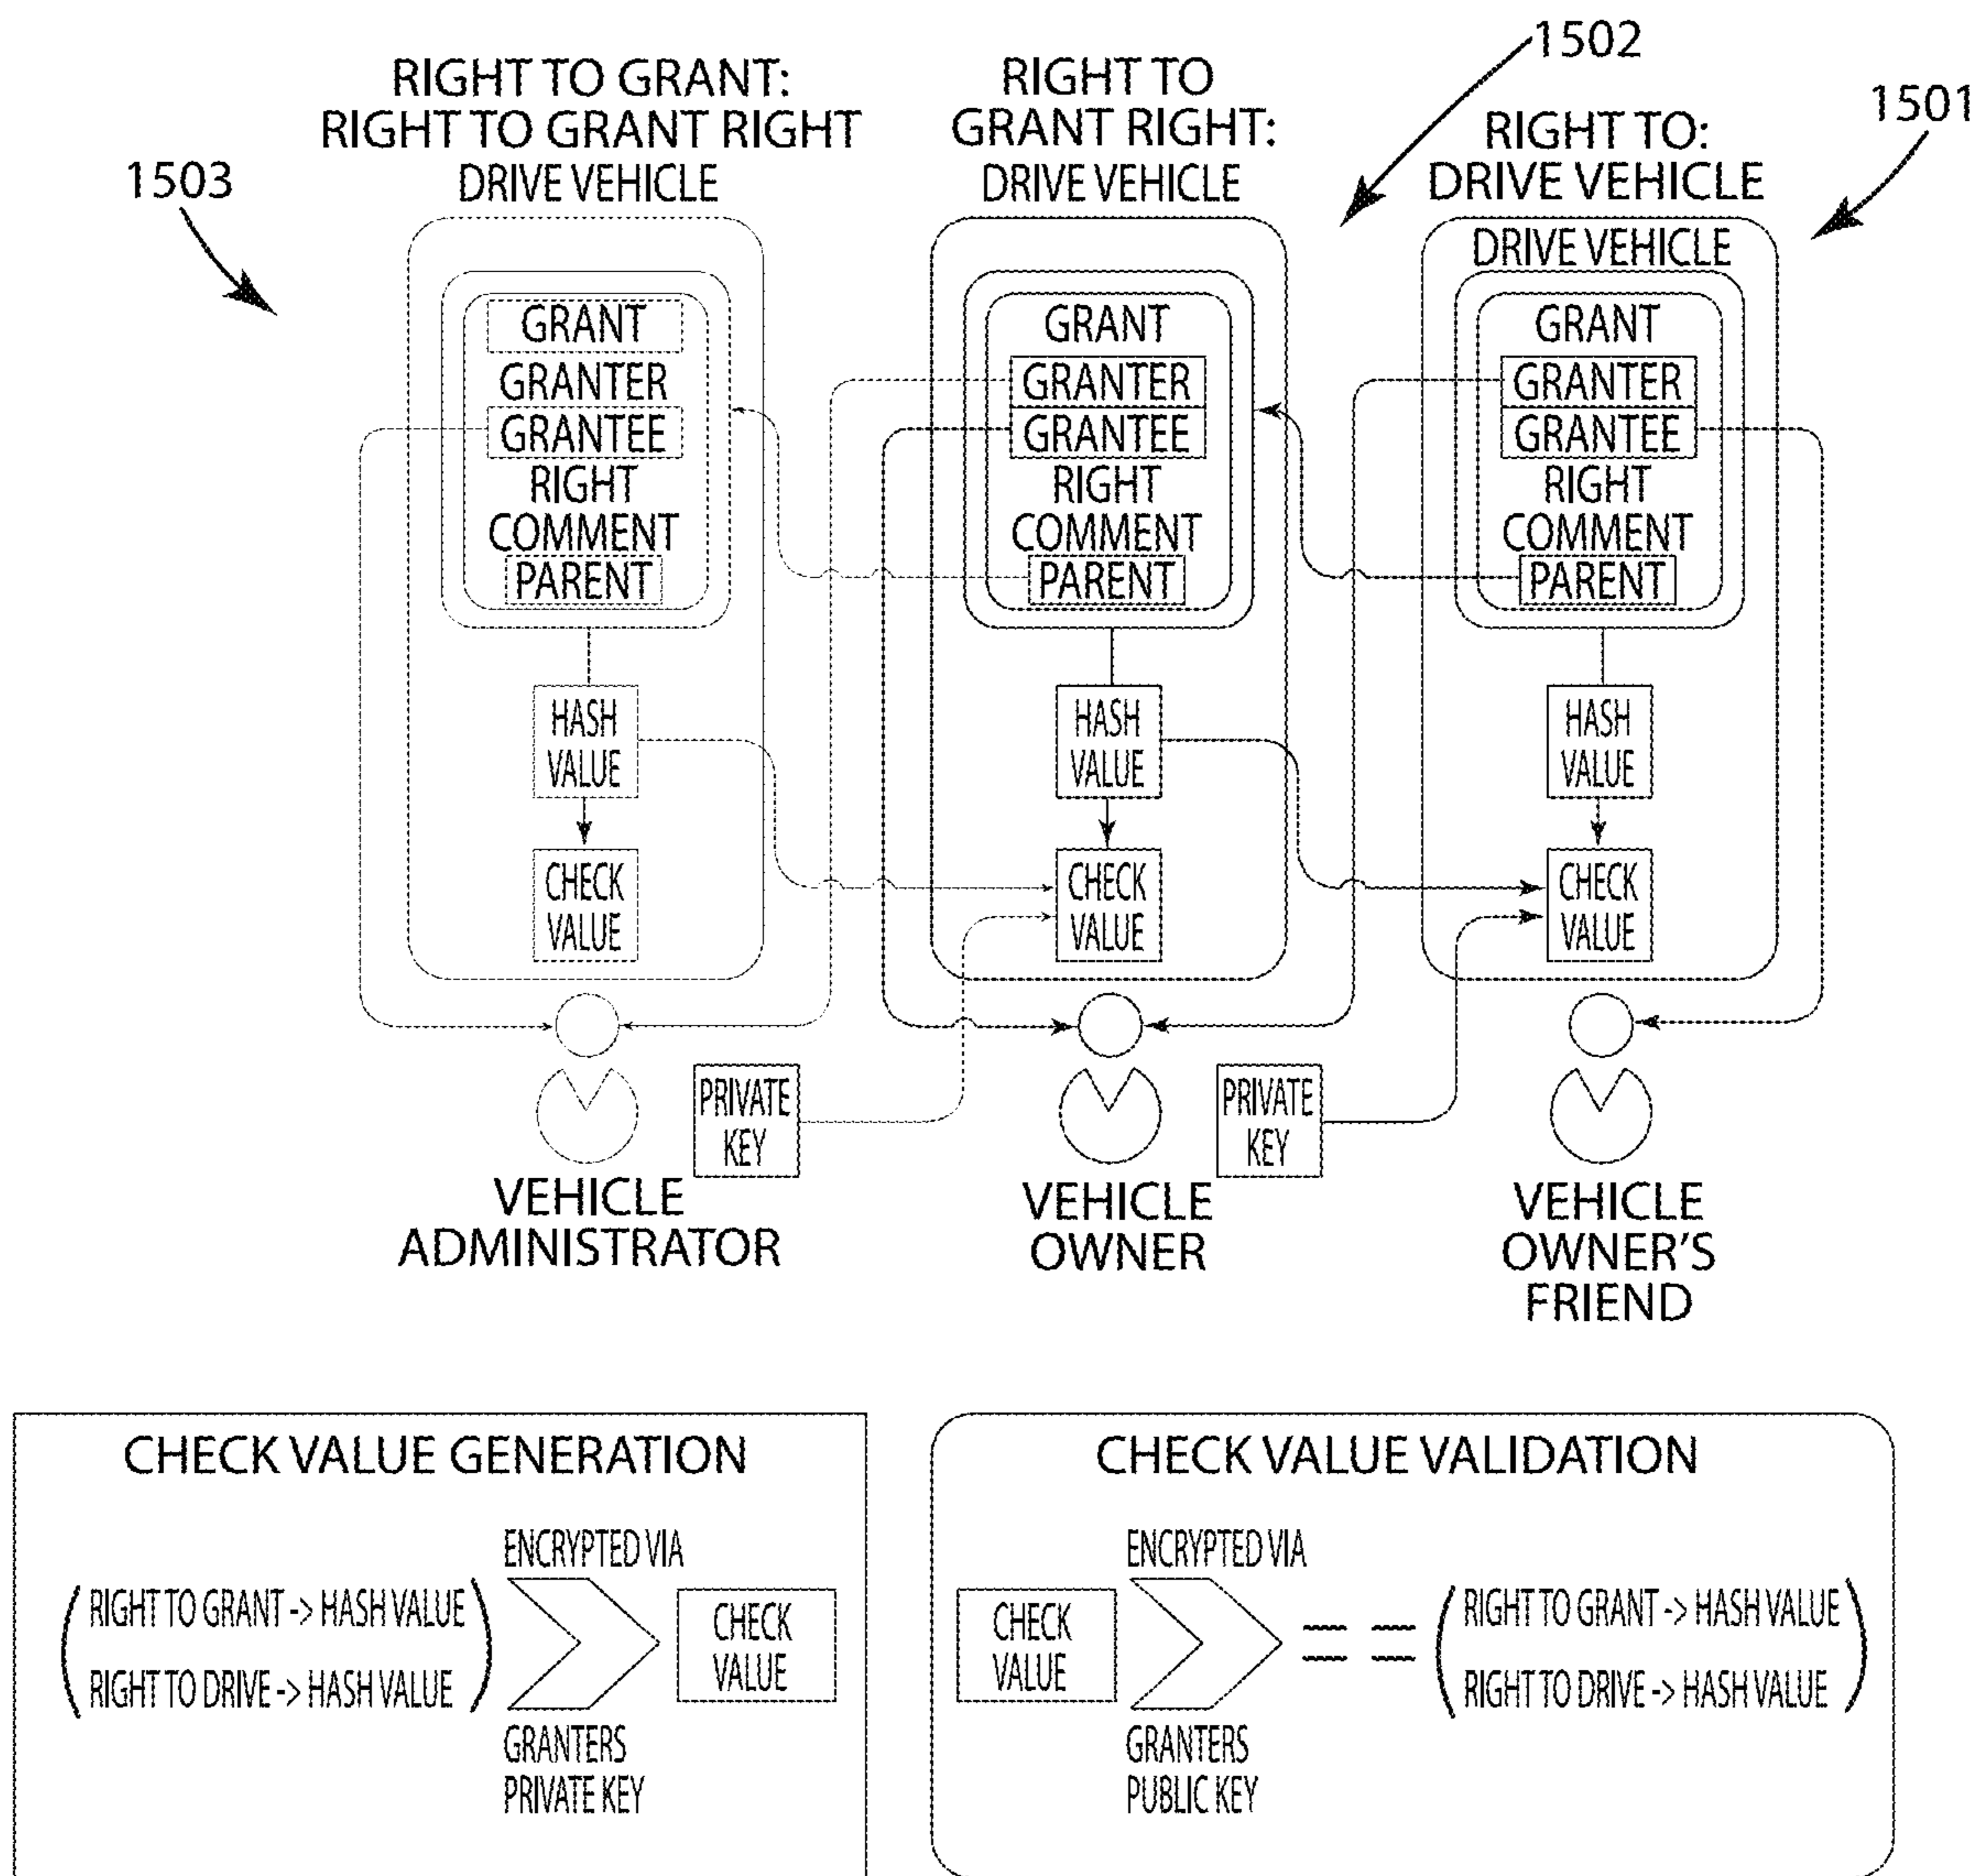 1502
1501
1503
RIGHT TO GRANT:
RIGHT TO GRANT RIGHT
DRIVE VEHICLE
RIGHT TO
GRANT RIGHT:
DRIVE VEHICLE
RIGHT TO:
DRIVE VEHICLE
DRIVE VEHICLE
GRANT
GRANTER
GRANTEE
RIGHT
COMMENT
PARENT
HASH
VALUE
CHECK
VALUE
GRANT
GRANTER
GRANTEE
RIGHT
COMMENT
PARENT
HASH
VALUE
CHECK
VALUE
GRANT
GRANTER
GRANTEE
RIGHT
COMMENT
PARENT
HASH
VALUE
CHECK
VALUE
PRIVATE
KEY
PRIVATE
KEY
VEHICLE
ADMINISTRATOR
VEHICLE
OWNER
VEHICLE
OWNER'S
FRIEND
CHECK VALUE GENERATION
RIGHT TO GRANT -> HASH VALUE
RIGHT TO DRIVE -> HASH VALUE
ENCRYPTED VIA
GRANTERS
PRIVATE KEY
CHECK
VALUE
CHECK VALUE VALIDATION
CHECK
VALUE
ENCRYPTED VIA
GRANTERS
PUBLIC KEY
= =
RIGHT TO GRANT -> HASH VALUE
RIGHT TO DRIVE -> HASH VALUE